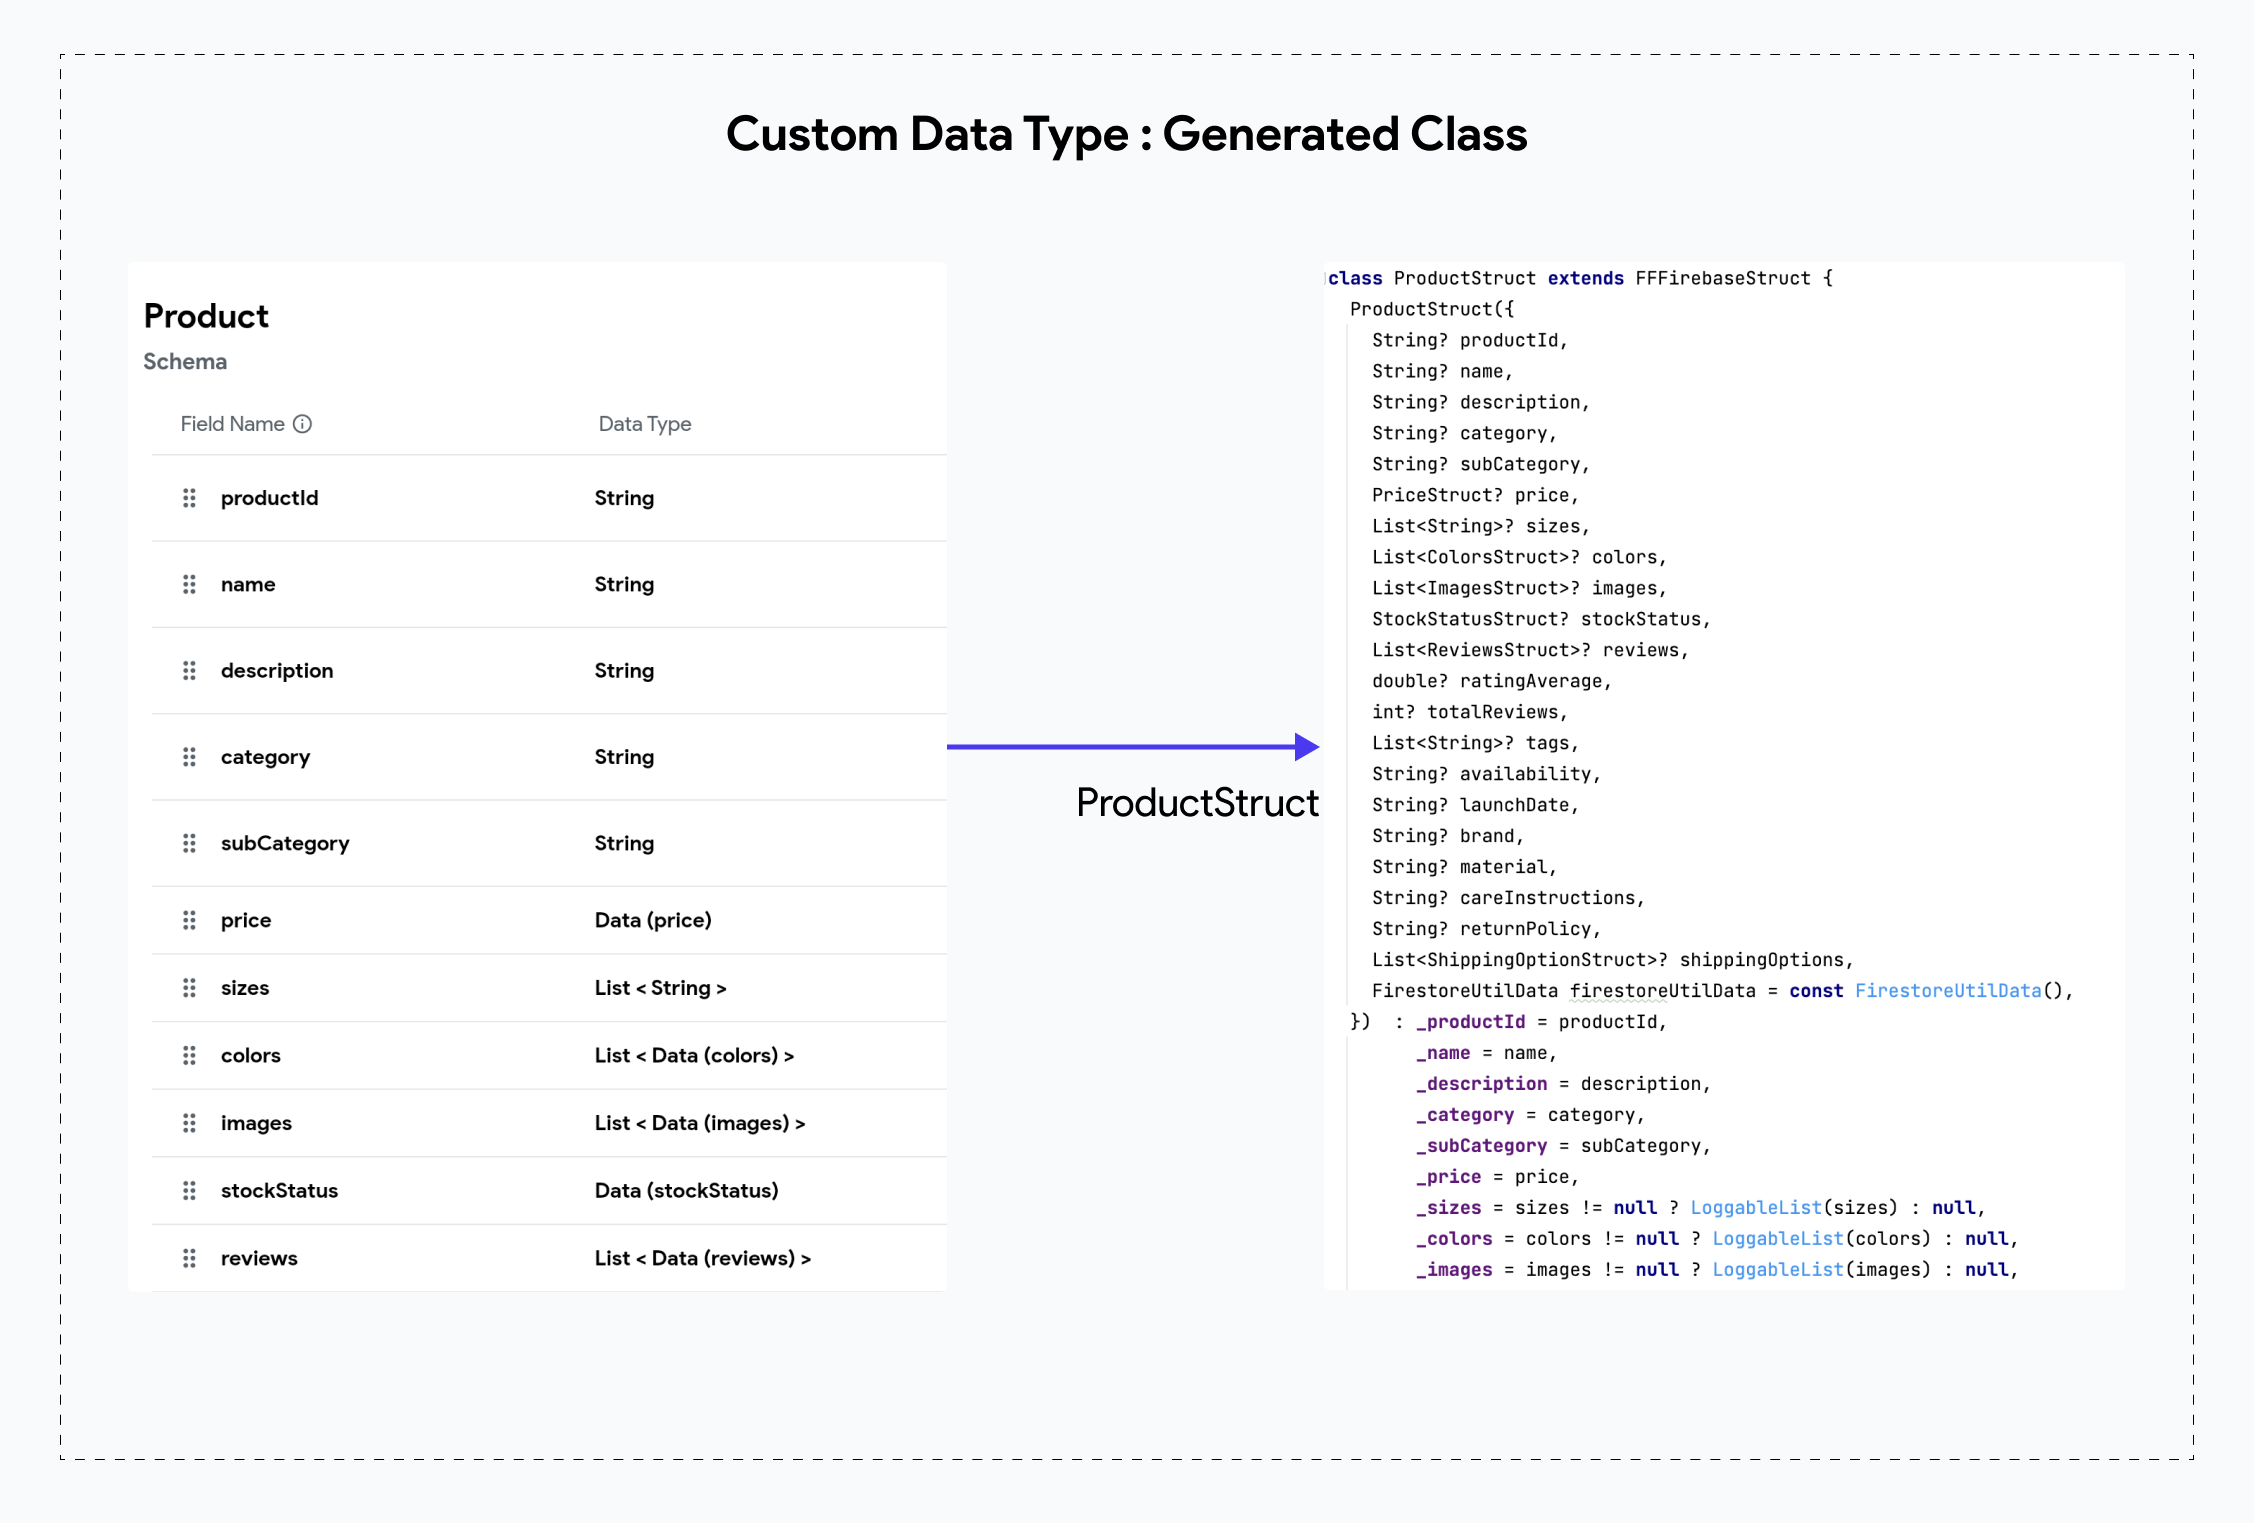 Custom Data Type : Generated Class
Product
Schema
Field Name Data Type
productId String
name String
description String
category String
subCategory String
price Data (price)
sizes List < String >
colors List < Data (colors) >
images List < Data (images) >
stockStatus Data (stockStatus)
reviews List < Data (reviews) >
ProductStruct
class ProductStruct extends FFFirebaseStruct {
ProductStruct({
String? productId,
String? name,
String? description,
String? category,
String? subCategory,
PriceStruct? price,
List<String>? sizes,
List<ColorsStruct>? colors,
List<ImagesStruct>? images,
StockStatusStruct? stockStatus,
List<ReviewsStruct>? reviews,
double? ratingAverage,
int? totalReviews,
List<String>? tags,
String? availability,
String? launchDate,
String? brand,
String? material,
String? careInstructions,
String? returnPolicy,
List<ShippingOptionStruct>? shippingOptions,
FirestoreUtilData firestoreUtilData = const FirestoreUtilData(),
})  : _productId = productId,
_name = name,
_description = description,
_category = category,
_subCategory = subCategory,
_price = price,
_sizes = sizes != null ? LoggableList(sizes) : null,
_colors = colors != null ? LoggableList(colors) : null,
_images = images != null ? LoggableList(images) : null,